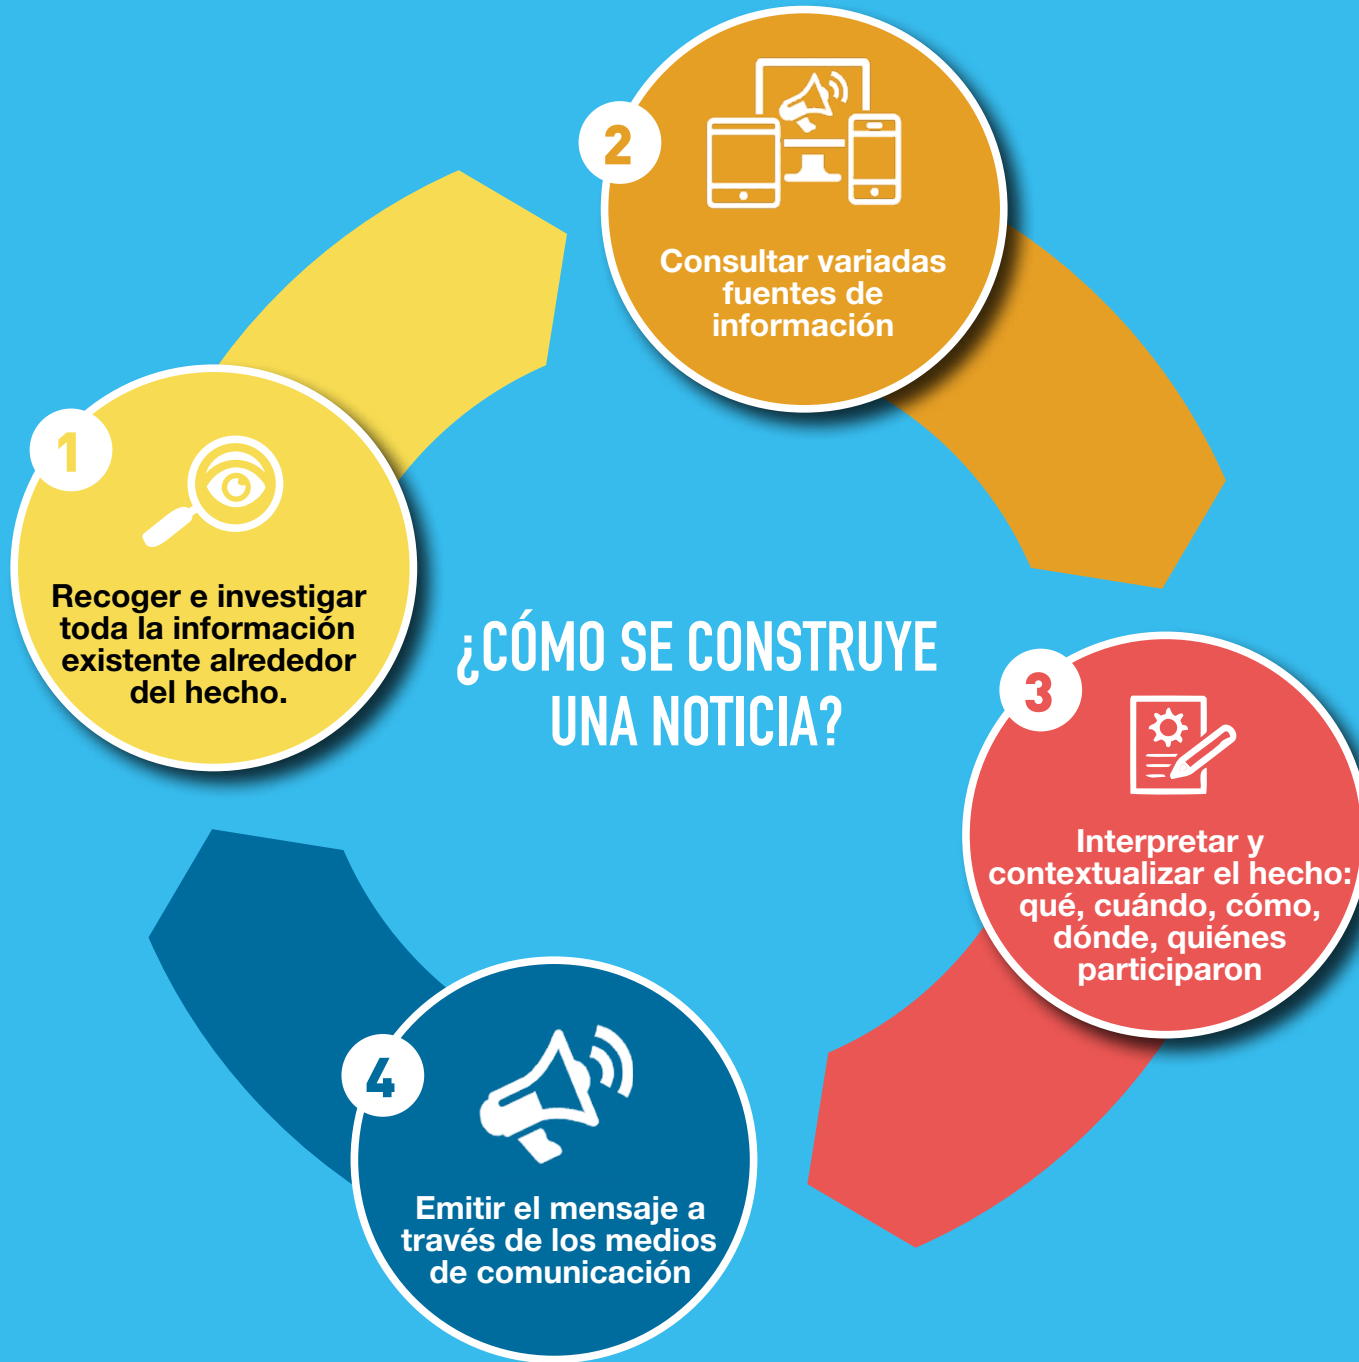 ¿CÓMO SE CONSTRUYE
UNA NOTICIA?
1
Recoger e investigar
toda la información
existente alrededor
del hecho.
2
Consultar variadas
fuentes de
información
3
Interpretar y
contextualizar el hecho:
qué, cuándo, cómo,
dónde, quiénes
participaron
4
Emitir el mensaje a
través de los medios
de comunicación